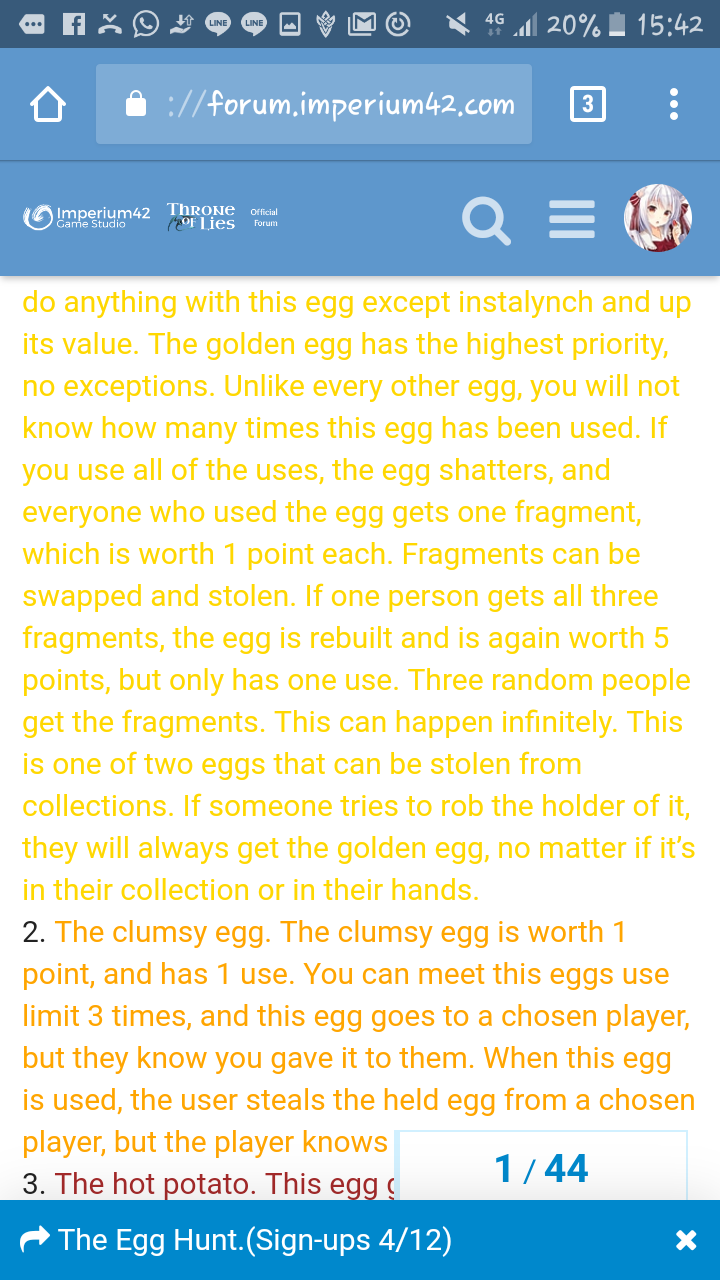 LINE
LINE
4G
20%
15:42
://forum.imperium42.com
3
Imperium42
Game Studio
Throne
of Lies
Official
Forum
do anything with this egg except instalynch and up
its value. The golden egg has the highest priority,
no exceptions. Unlike every other egg, you will not
know how many times this egg has been used. If
you use all of the uses, the egg shatters, and
everyone who used the egg gets one fragment,
which is worth 1 point each. Fragments can be
swapped and stolen. If one person gets all three
fragments, the egg is rebuilt and is again worth 5
points, but only has one use. Three random people
get the fragments. This can happen infinitely. This
is one of two eggs that can be stolen from
collections. If someone tries to rob the holder of it,
they will always get the golden egg, no matter if it’s
in their collection or in their hands.
2. The clumsy egg. The clumsy egg is worth 1
point, and has 1 use. You can meet this eggs use
limit 3 times, and this egg goes to a chosen player,
but they know you gave it to them. When this egg
is used, the user steals the held egg from a chosen
player, but the player knows
1 / 44
3. The hot potato. This egg
The Egg Hunt.(Sign-ups 4/12)